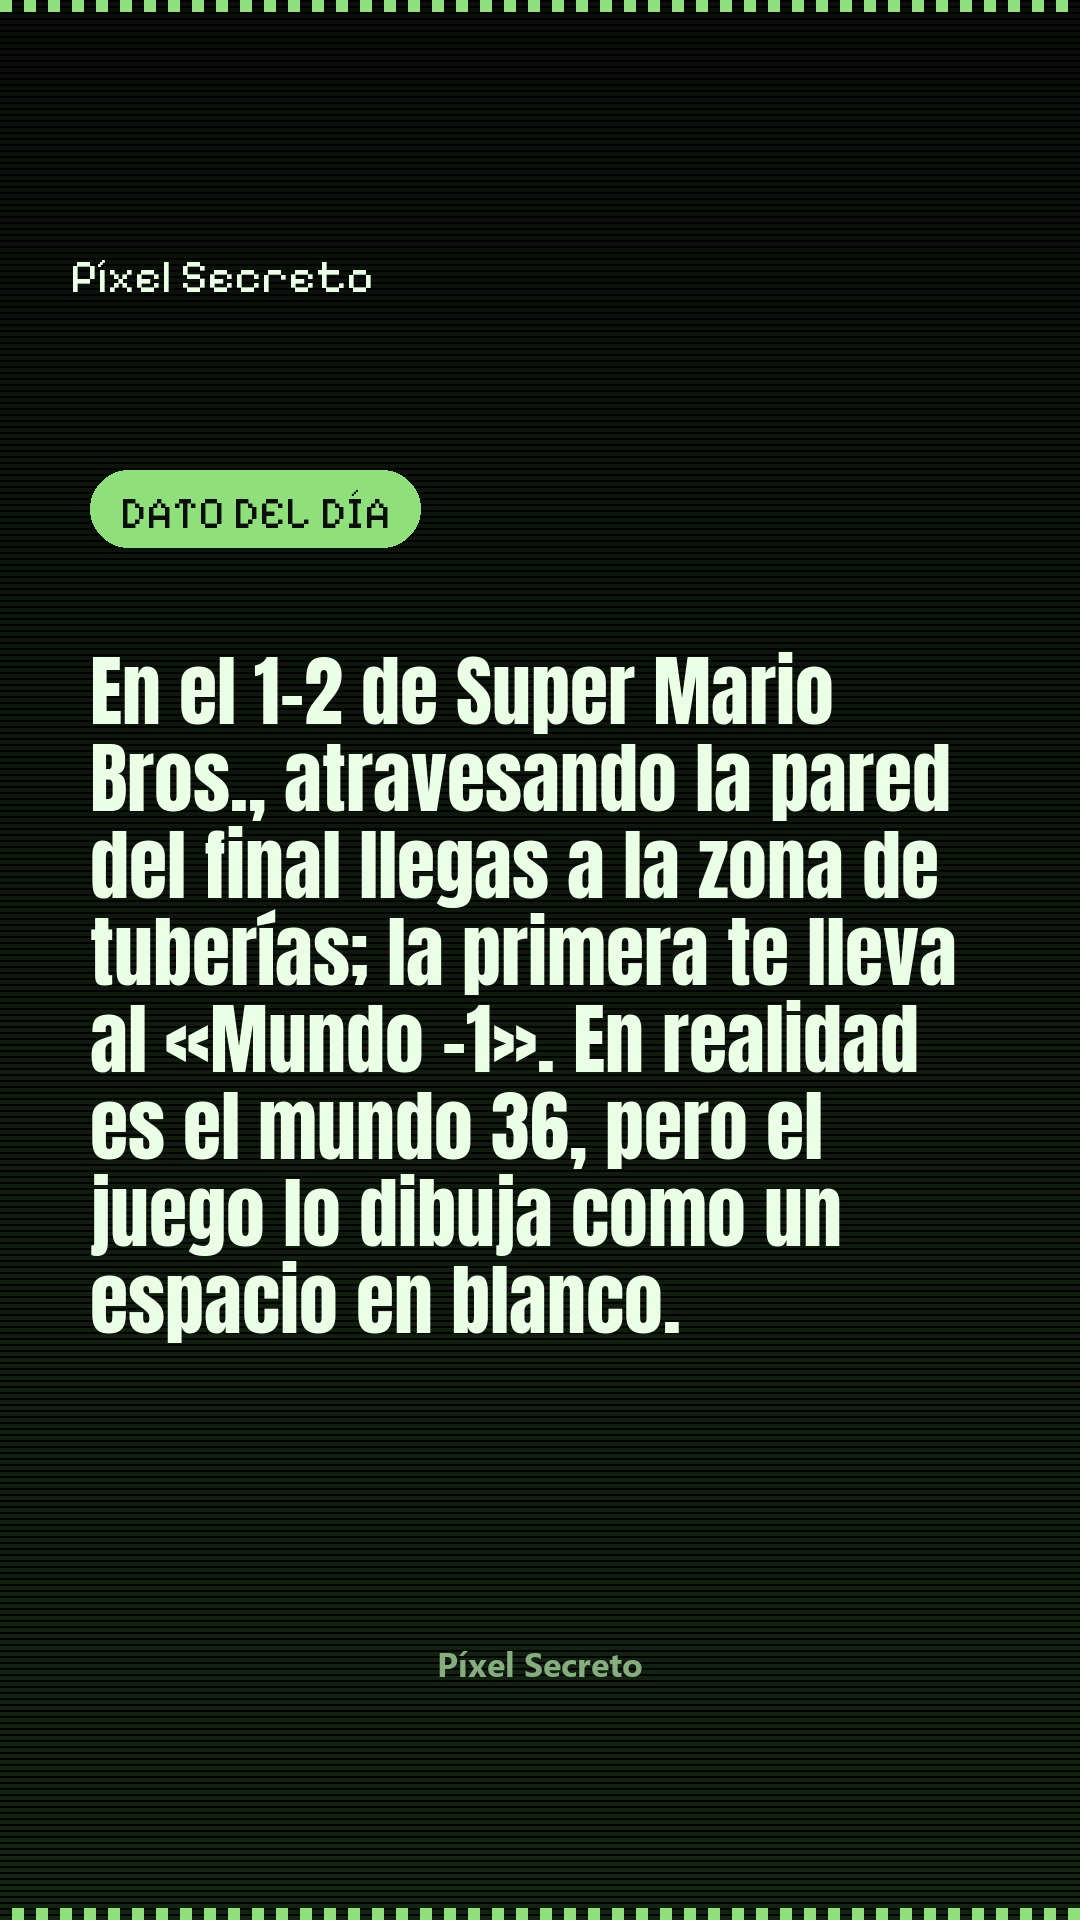 Píxel Secreto
DATO DEL DÍA
En el 1-2 de Super Mario
Bros., atravesando la pared
del final llegas a la zona de
tuberías; la primera te lleva
al «Mundo -1». En realidad
es el mundo 36, pero el
juego lo dibuja como un
espacio en blanco.
Píxel Secreto